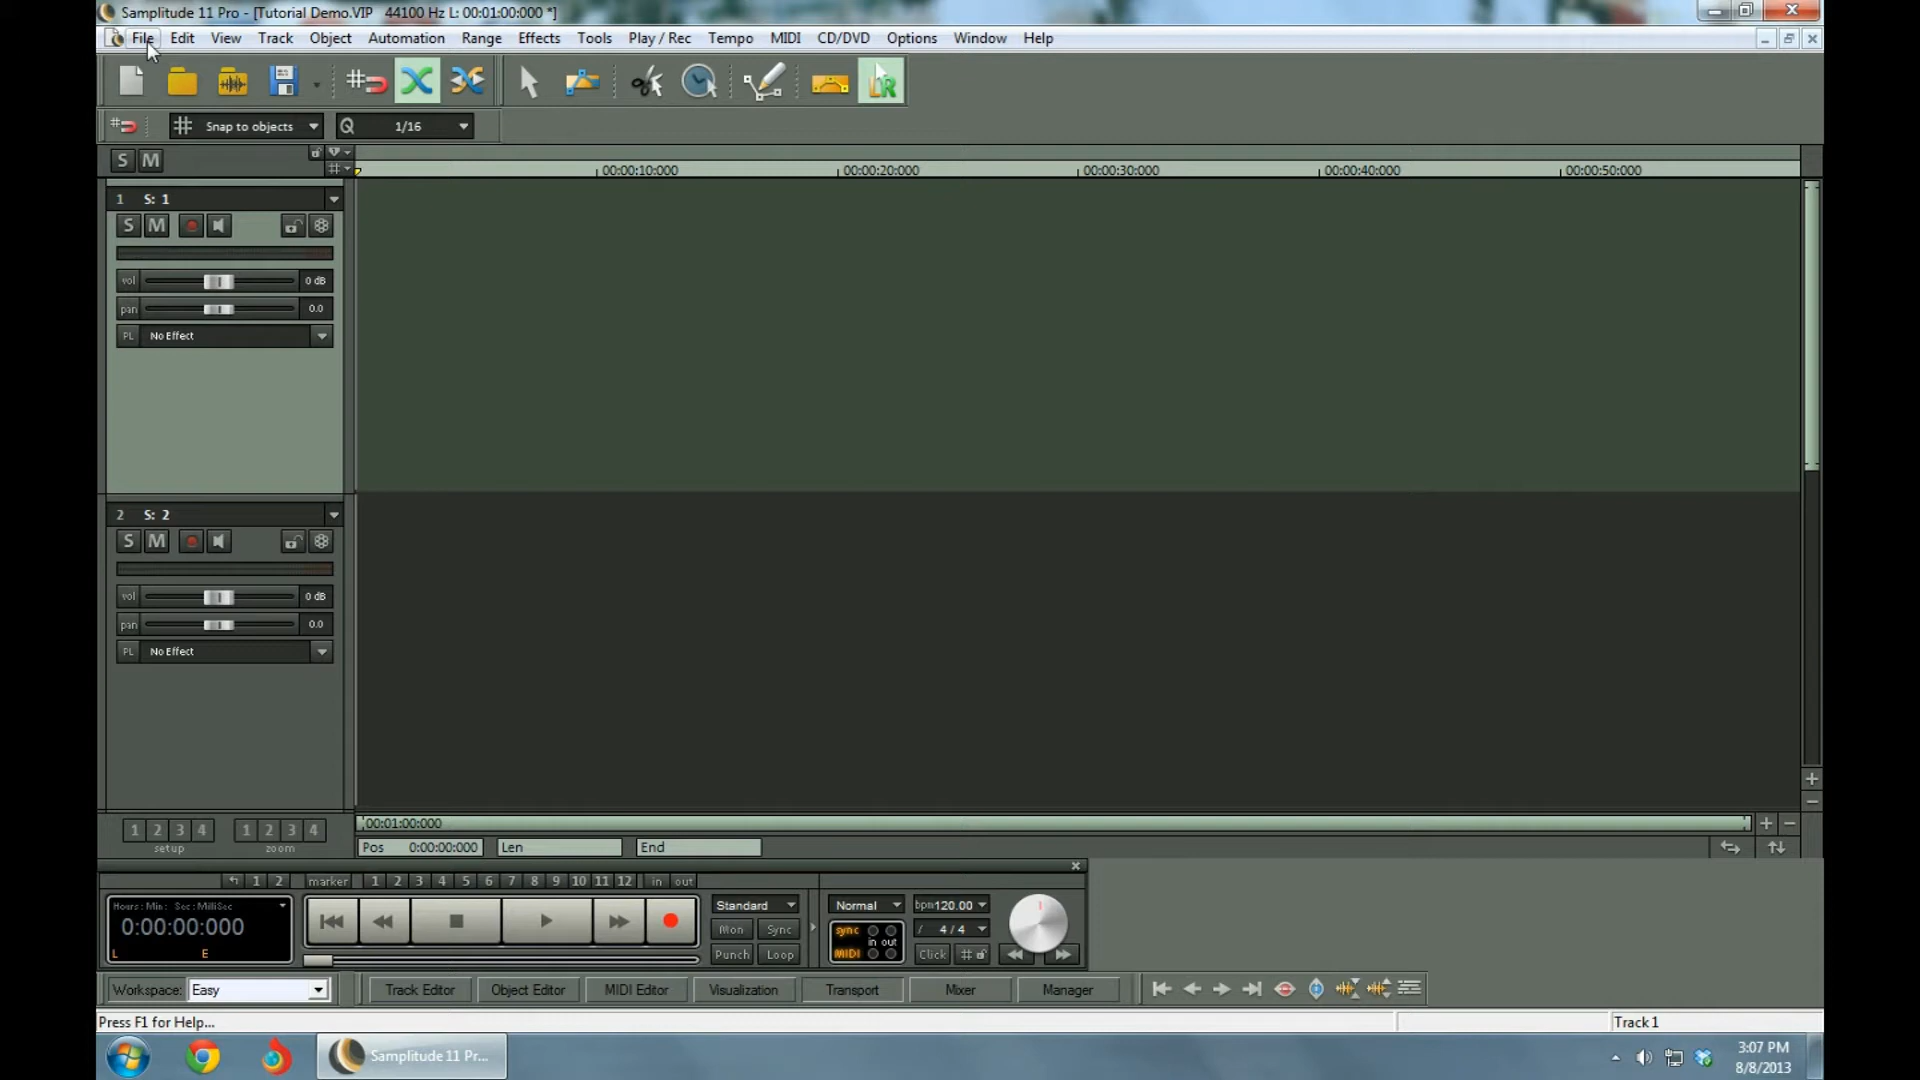 Samplitude 11 Pro - [Tutorial Demo.VIP   44100 Hz L: 00:01:00:000 *]
File Edit View Track Object Automation Range Effects Tools Play / Rec Tempo MIDI CD/DVD Options Window Help
Snap to objects Q 1/16
S M
00:00:10:000 00:00:20:000 00:00:30:000 00:00:40:000 00:00:50:000
1 S: 1
S M
vol 0 dB
pan 0.0
PL No Effect
2 S: 2
S M
vol 0 dB
pan 0.0
PL No Effect
1 2 3 4 1 2 3 4
setup zoom
00:01:00:000
Pos 0:00:00:000 Len End
1 2 marker 1 2 3 4 5 6 7 8 9 10 11 12 in out
Hours : Min : Sec : MilliSec
0:00:00:000
L E
Standard
Mon Sync
Punch Loop
Normal
sync in out
MIDI
bpm120.00
/ 4 / 4
Click
Workspace: Easy
Track Editor Object Editor MIDI Editor Visualization Transport Mixer Manager
Press F1 for Help...
Track 1
Samplitude 11 Pr...
3:07 PM
8/8/2013